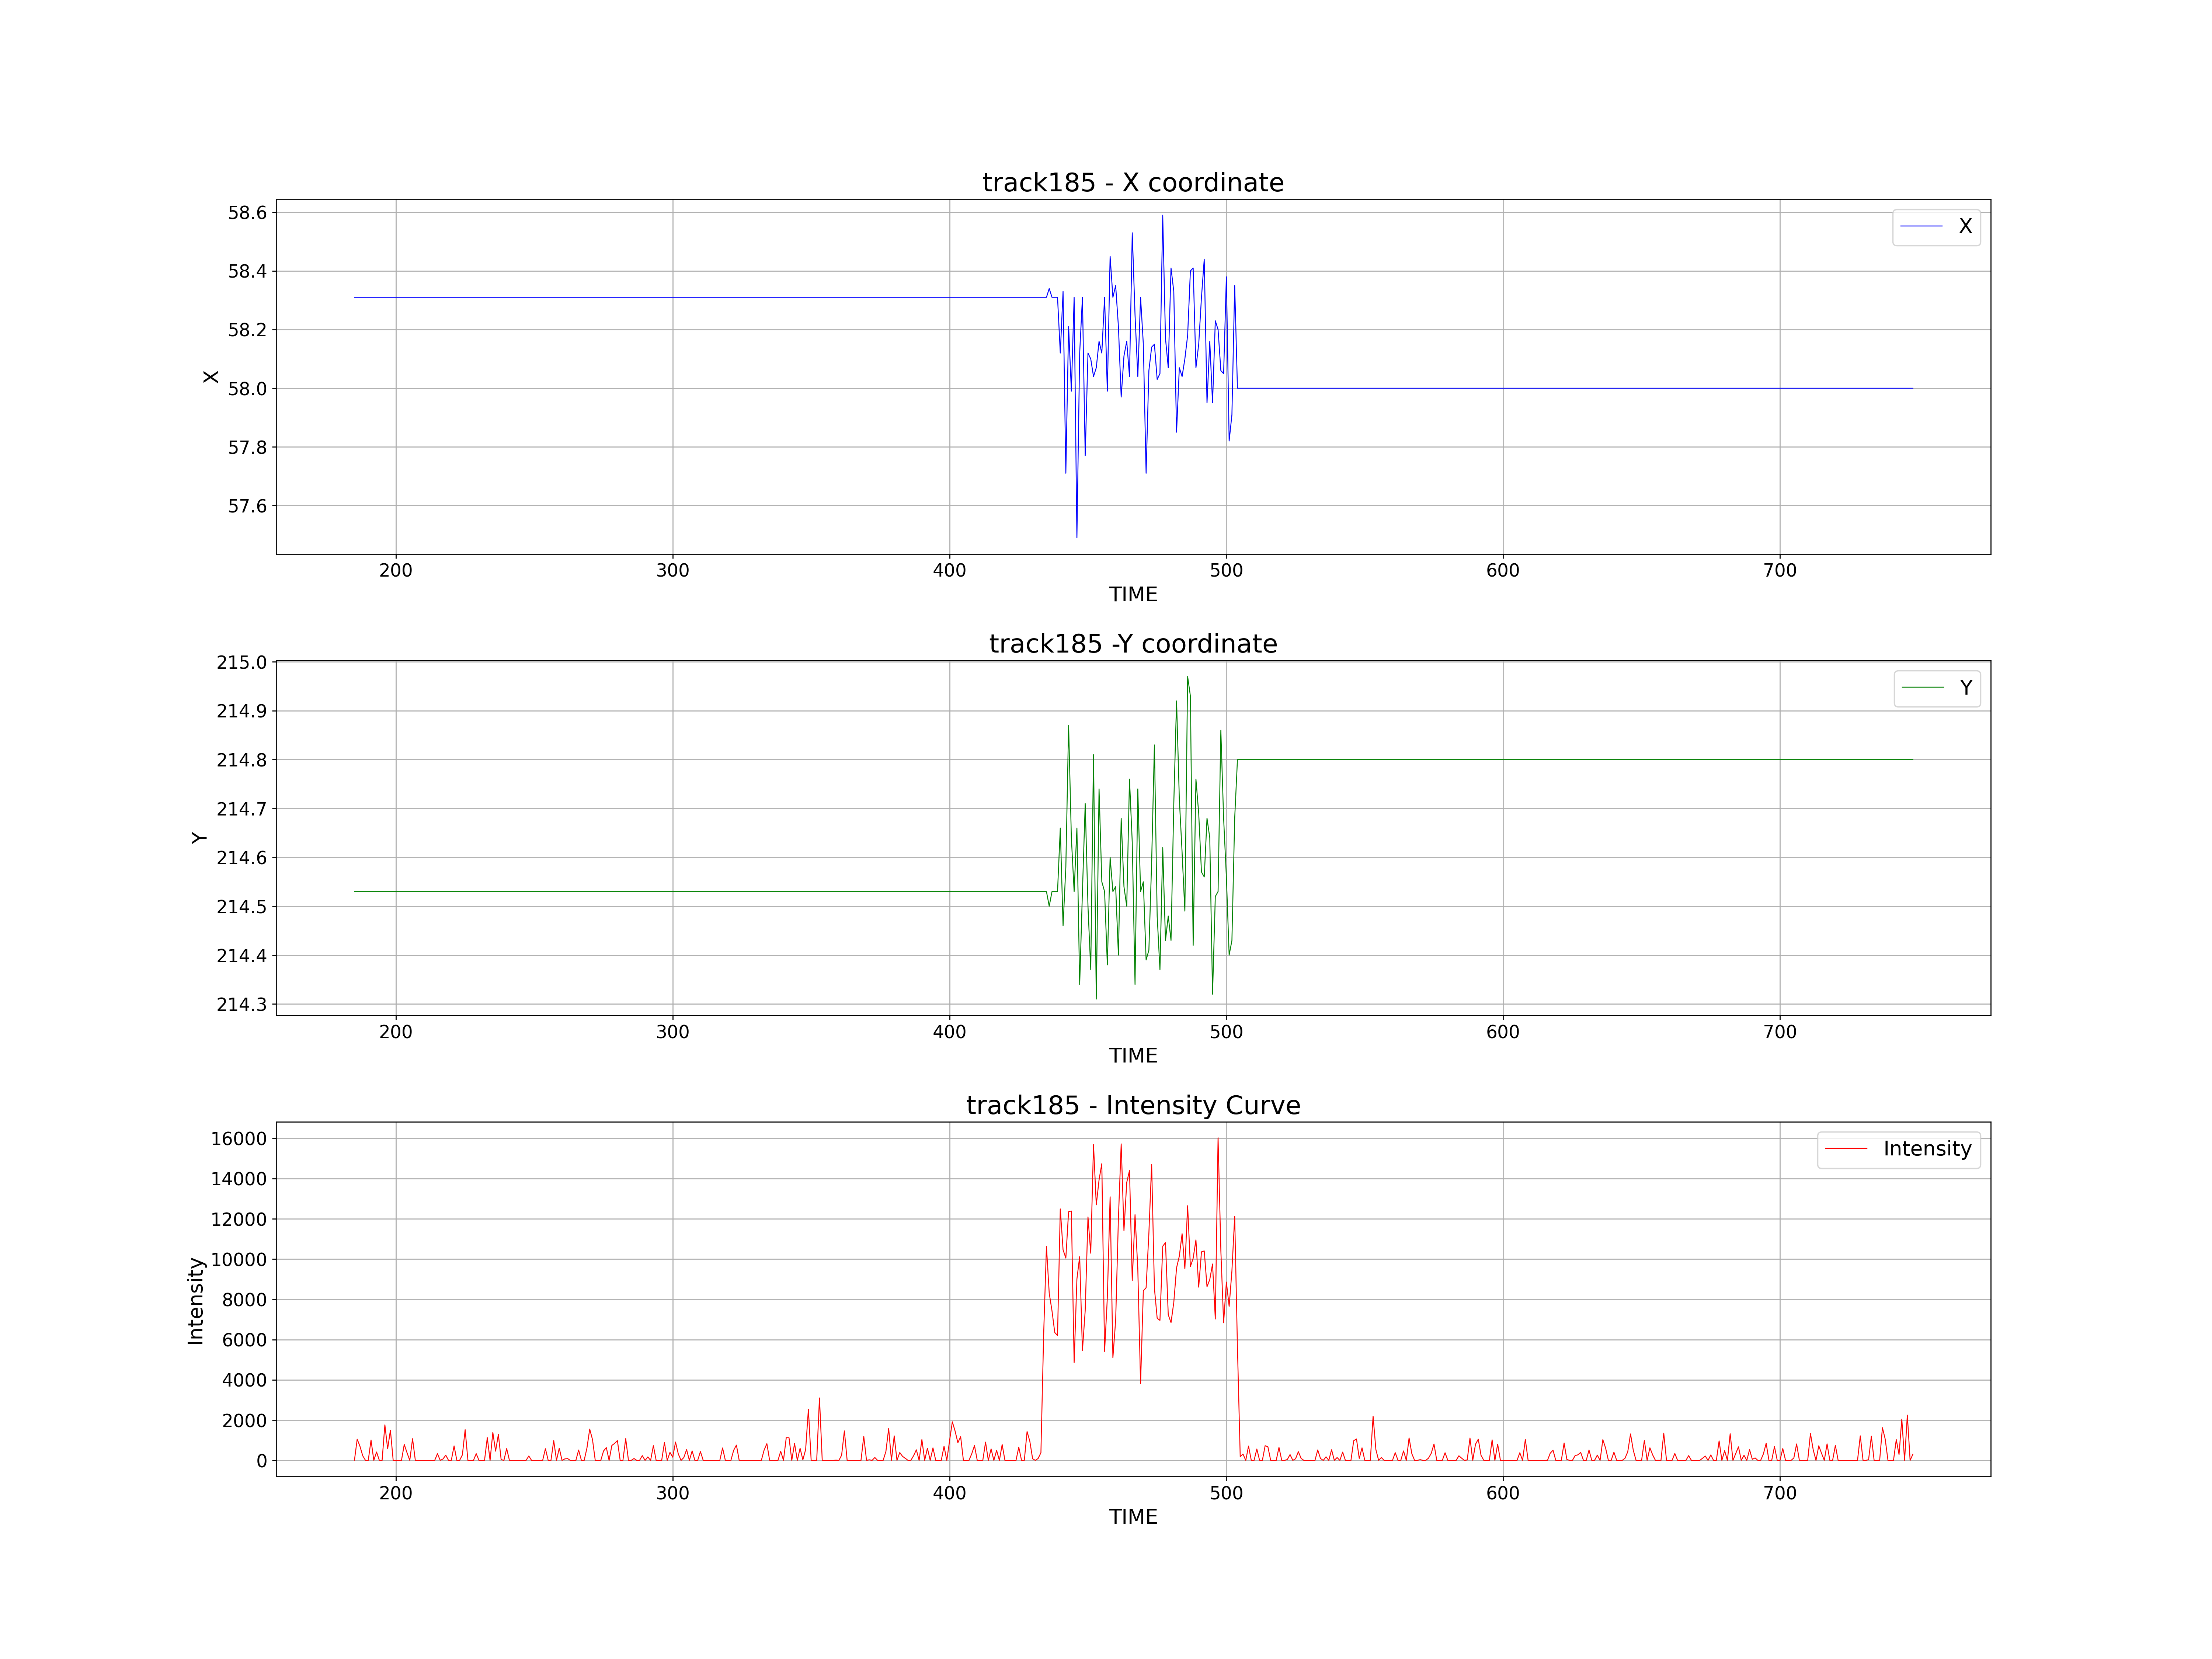 track185 - X coordinate
58.6
58.4
58.2
58.0
57.8
57.6
X
X
200 300 400 500 600 700
TIME
track185 -Y coordinate
215.0
214.9
214.8
214.7
214.6
214.5
214.4
214.3
Y
Y
200 300 400 500 600 700
TIME
track185 - Intensity Curve
16000
14000
12000
10000
8000
6000
4000
2000
0
Intensity
Intensity
200 300 400 500 600 700
TIME